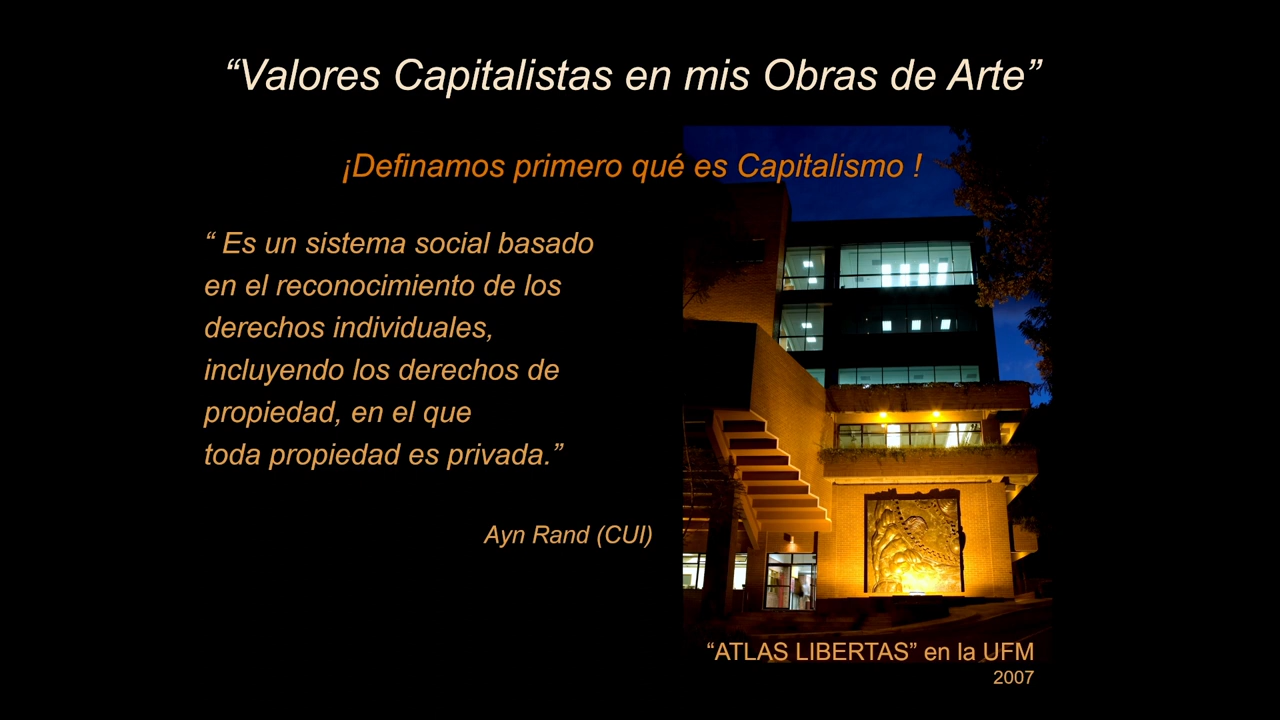 “Valores Capitalistas en mis Obras de Arte”
¡Definamos primero qué es Capitalismo !
“ Es un sistema social basado
en el reconocimiento de los
derechos individuales,
incluyendo los derechos de
propiedad, en el que
toda propiedad es privada.”
Ayn Rand (CUI)
“ATLAS LIBERTAS” en la UFM
2007